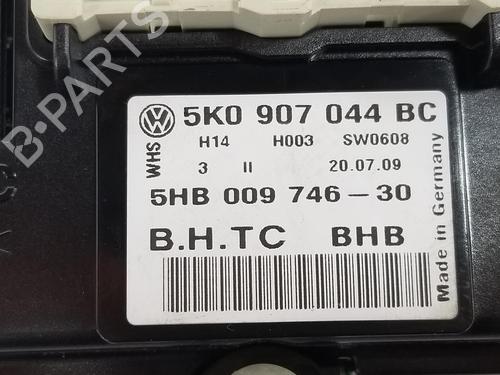 5K0 907 044 BC
H14 H003 SW0608
3 II 20.07.09
5HB 009 746-30
B.H.TC BHB
WHS
Made in Germany
B-PARTS